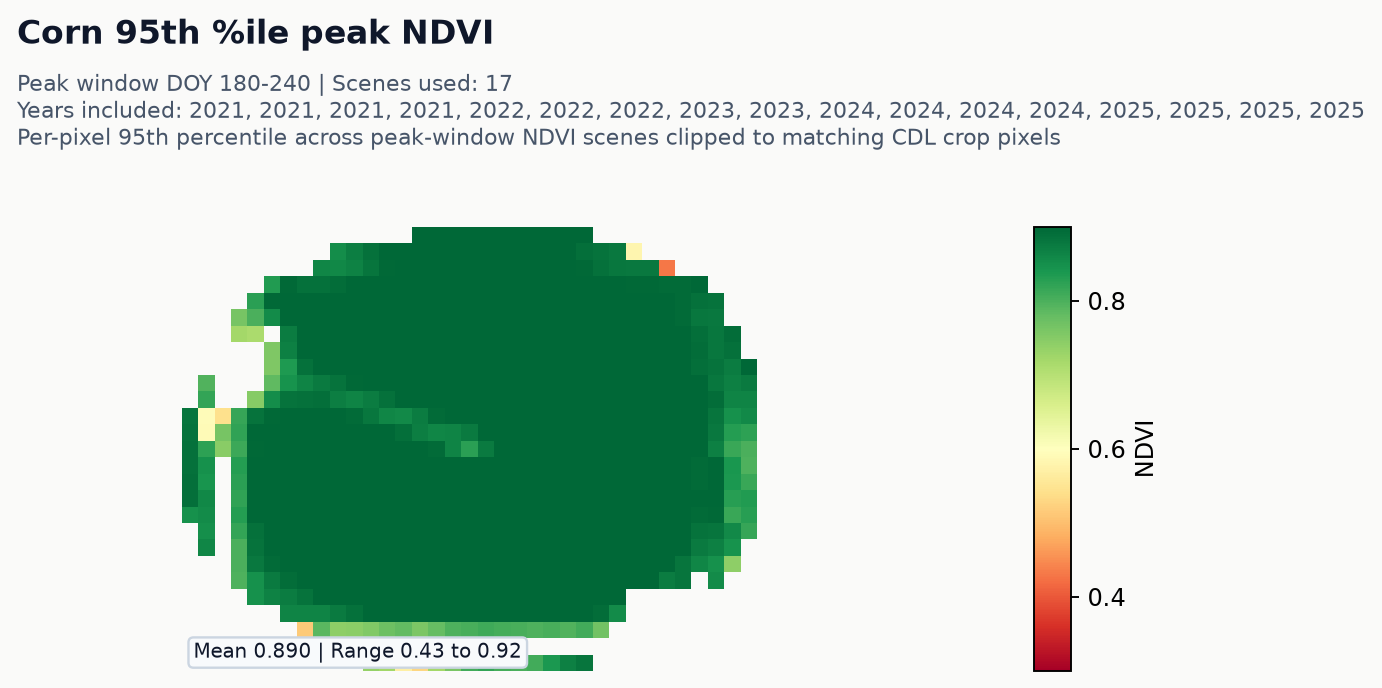 Corn 95th %ile peak NDVI
Peak window DOY 180-240 | Scenes used: 17
Years included: 2021, 2021, 2021, 2021, 2022, 2022, 2022, 2023, 2023, 2024, 2024, 2024, 2024, 2025, 2025, 2025, 2025
Per-pixel 95th percentile across peak-window NDVI scenes clipped to matching CDL crop pixels
0.8
0.6
0.4
NDVI
Mean 0.890 | Range 0.43 to 0.92